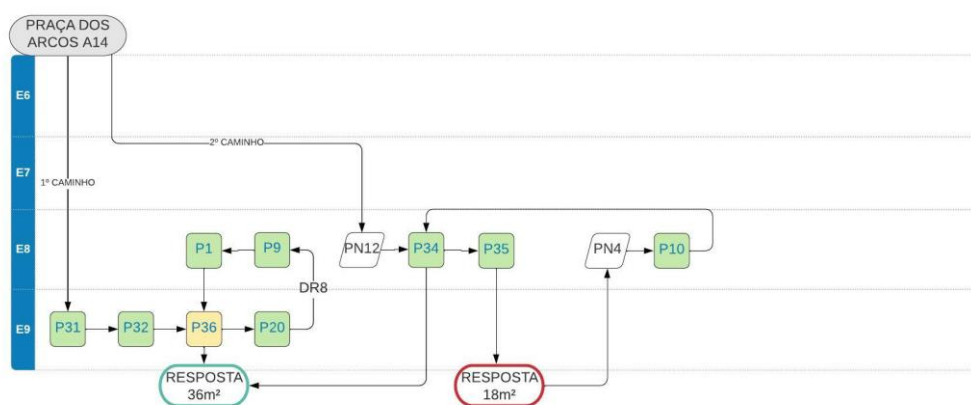 PRAÇA DOS
ARCOS A14
E6
2º CAMINHO
E7
1º CAMINHO
E8
P1
P9
PN12
P34
P35
PN4
P10
DR8
E9
P31
P32
P36
P20
RESPOSTA
36m²
RESPOSTA
18m²